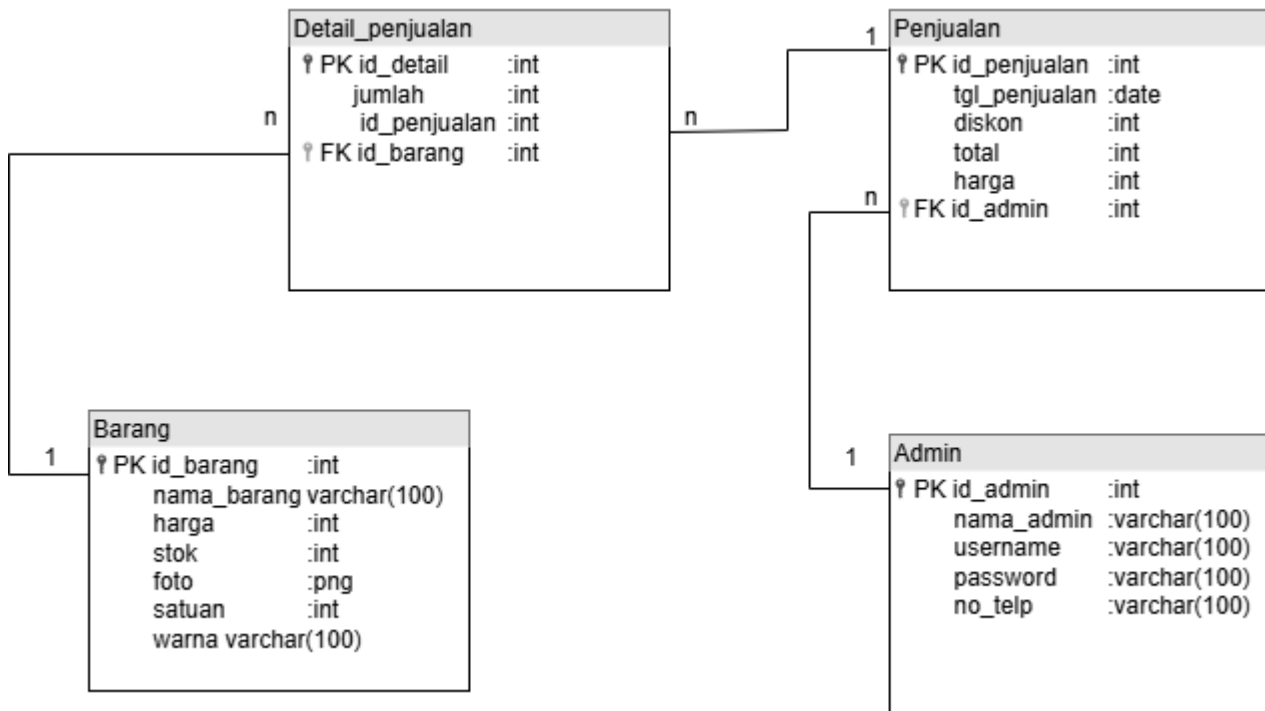 Detail_penjualan
PK id_detail :int
jumlah :int
id_penjualan :int
FK id_barang :int
n
n
1
Penjualan
PK id_penjualan :int
tgl_penjualan :date
diskon :int
total :int
harga :int
FK id_admin :int
n
1
Barang
PK id_barang :int
nama_barang varchar(100)
harga :int
stok :int
foto :png
satuan :int
warna varchar(100)
1
Admin
PK id_admin :int
nama_admin :varchar(100)
username :varchar(100)
password :varchar(100)
no_telp :varchar(100)